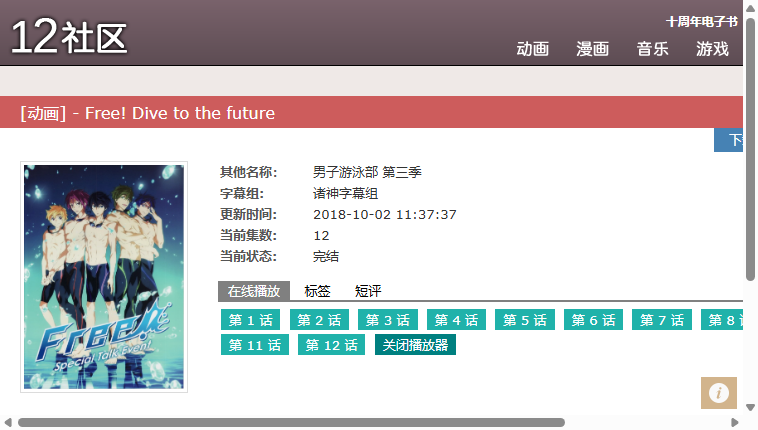 12社区
十周年电子书
动画 漫画 音乐 游戏
[动画] - Free! Dive to the future
其他名称: 男子游泳部 第三季
字幕组: 诸神字幕组
更新时间: 2018-10-02 11:37:37
当前集数: 12
当前状态: 完结
Free!
Special Talk Event
在线播放 标签 短评
第 1 话 第 2 话 第 3 话 第 4 话 第 5 话 第 6 话 第 7 话 第 8
第 11 话 第 12 话 关闭播放器
i